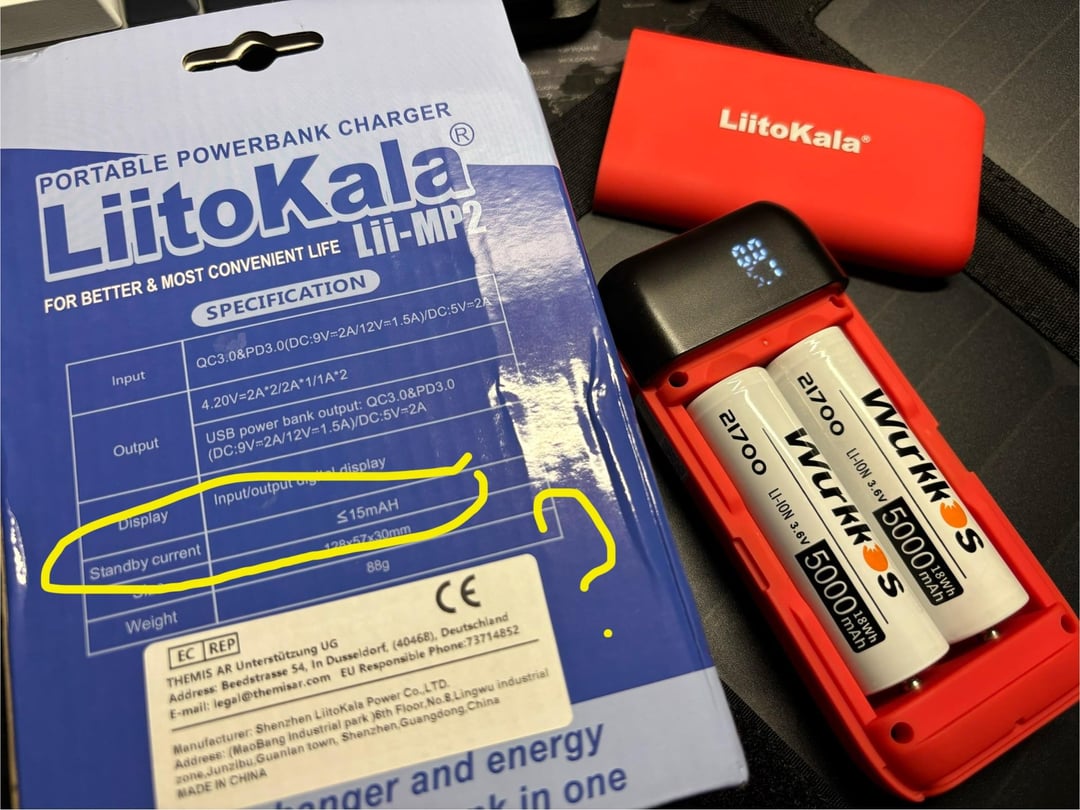 PORTABLE POWERBANK CHARGER
LiitoKala®
Lii-MP2
FOR BETTER & MOST CONVENIENT LIFE
SPECIFICATION
Input QC3.0&PD3.0(DC:9V=2A/12V=1.5A)/DC:5V=2A
Output 4.20V=2A*2/2A*1/1A*2
USB power bank output: QC3.0&PD3.0
(DC:9V=2A/12V=1.5A)/DC:5V=2A
Display Input/output digital display
Standby current ≤15mAH
128x57x30mm
Weight 88g
?
CE
EC REP
THEMIS AR Unterstützung UG
Address: Beedstrasse 54, In Dusseldorf, (40468), Deutschland
E-mail: legal@themisar.com EU Responsible Phone:73714852
Manufacturer: Shenzhen LiitoKala Power Co.,LTD.
Address: (MaoBang industrial park )6th Floor,No.8,Lingwu industrial
zone,Junzibu,Guanlan town, Shenzhen,Guangdong,China
MADE IN CHINA
and energy
in one
LiitoKala®
21700
LI-ION 3.6V
Wurkkos
5000mAh
18Wh
21700
LI-ION 3.6V
Wurkkos
5000mAh
18Wh